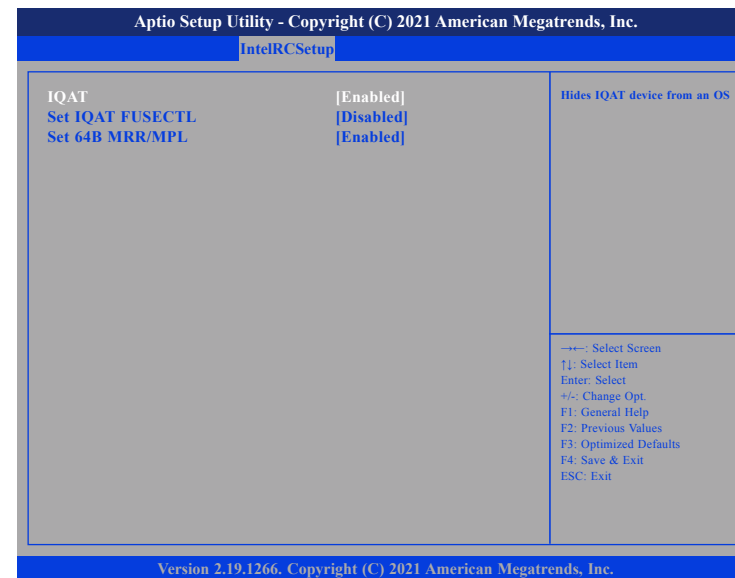 Aptio Setup Utility - Copyright (C) 2021 American Megatrends, Inc.
IntelRCSetup
IQAT [Enabled]
Set IQAT FUSECTL [Disabled]
Set 64B MRR/MPL [Enabled]
Hides IQAT device from an OS
→←: Select Screen
↑↓: Select Item
Enter: Select
+/-: Change Opt.
F1: General Help
F2: Previous Values
F3: Optimized Defaults
F4: Save & Exit
ESC: Exit
Version 2.19.1266. Copyright (C) 2021 American Megatrends, Inc.